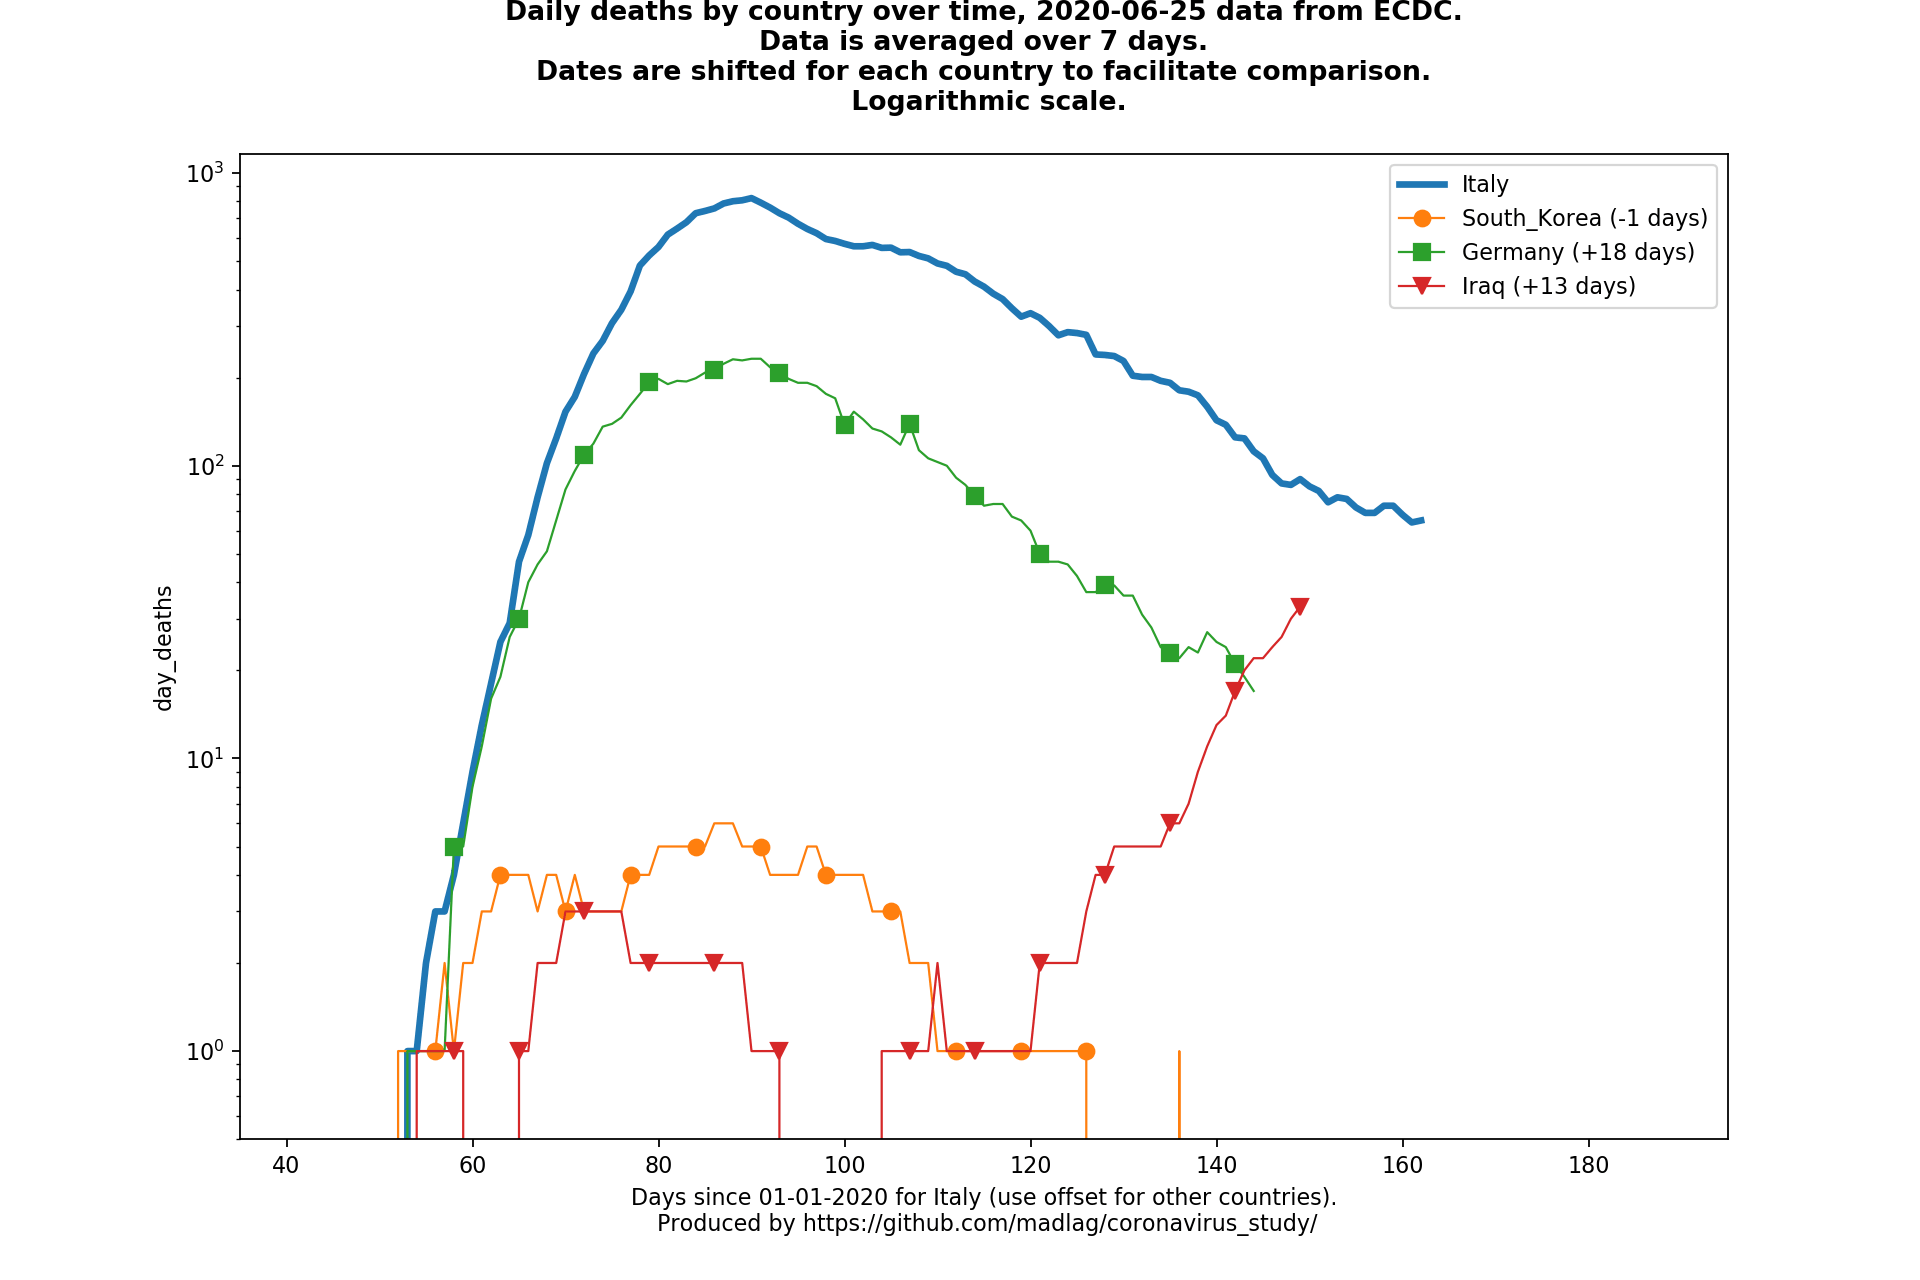 Daily deaths by country over time, 2020-06-25 data from ECDC.
Data is averaged over 7 days.
Dates are shifted for each country to facilitate comparison.
Logarithmic scale.
10³
10²
10¹
10⁰
day_deaths
Italy
South_Korea (-1 days)
Germany (+18 days)
Iraq (+13 days)
40 60 80 100 120 140 160 180
Days since 01-01-2020 for Italy (use offset for other countries).
Produced by https://github.com/madlag/coronavirus_study/